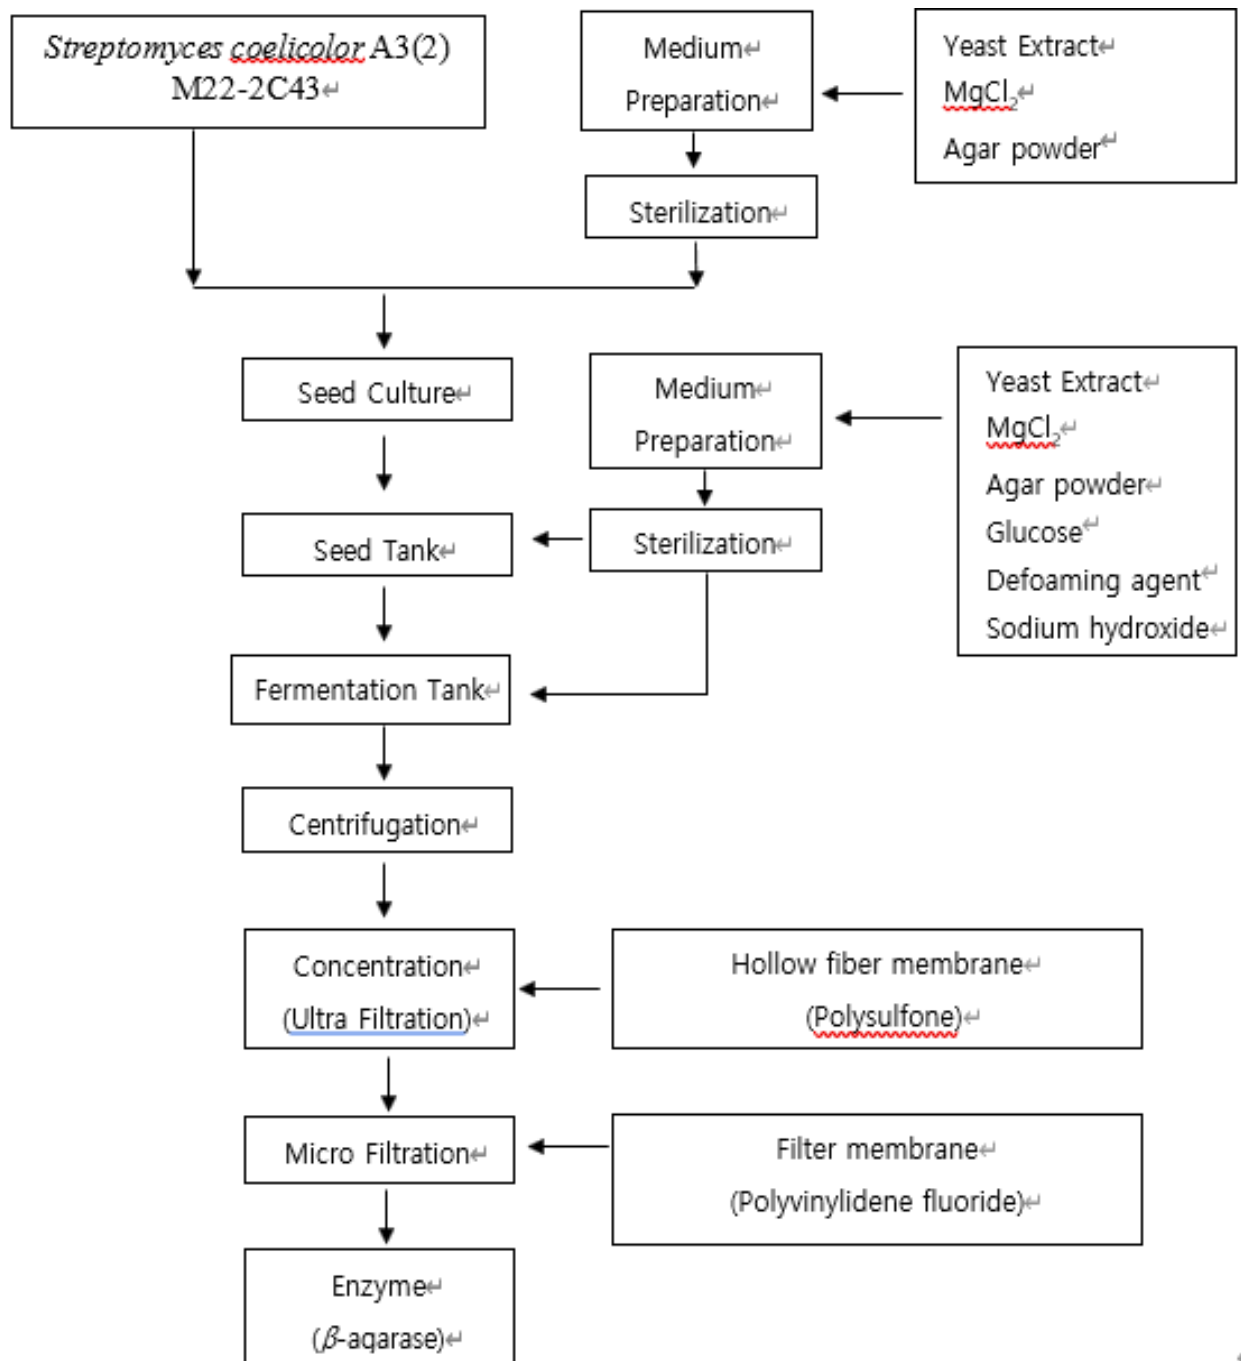 Streptomyces coelicolor A3(2)
M22-2C43↵
Medium↵
Preparation↵
Yeast Extract↵
MgCl₂↵
Agar powder↵
Sterilization↵
Seed Culture↵
Medium↵
Preparation↵
Yeast Extract↵
MgCl₂↵
Agar powder↵
Glucose↵
Defoaming agent↵
Sodium hydroxide↵
Seed Tank↵
Sterilization↵
Fermentation Tank↵
Centrifugation↵
Concentration↵
(Ultra Filtration)↵
Hollow fiber membrane↵
(Polysulfone)↵
Micro Filtration↵
Filter membrane↵
(Polyvinylidene fluoride)↵
Enzyme↵
(β-agarase)↵